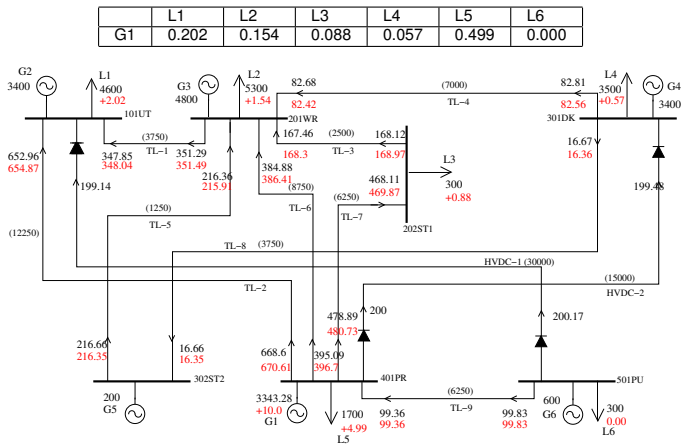 L1 L2 L3 L4 L5 L6
G1 0.202 0.154 0.088 0.057 0.499 0.000
G2
3400
L1
4600
+2.02
101UT
G3
4800
L2
5300
+1.54
201WR
82.68
82.42
(7000)
TL-4
82.81
82.56
L4
3500
+0.57
301DK
G4
3400
652.96
654.87
199.14
347.85
348.04
(3750)
TL-1
351.29
351.49
216.36
215.91
384.88
386.41
167.46
168.3
(2500)
TL-3
168.12
168.97
L3
300
+0.88
202ST1
16.67
16.36
199.48
(12250)
(1250)
TL-5
(8750)
TL-6
468.11
469.87
(6250)
TL-7
TL-8 (3750)
HVDC-1 (30000)
(15000)
HVDC-2
TL-2
216.66
216.35
16.66
16.35
302ST2
200
G5
668.6
670.61
395.09
396.7
478.89
480.73
200
401PR
3343.28
+10.0
G1
1700
+4.99
L5
99.36
99.36
(6250)
TL-9
99.83
99.83
200.17
501PU
600
G6
300
0.00
L6